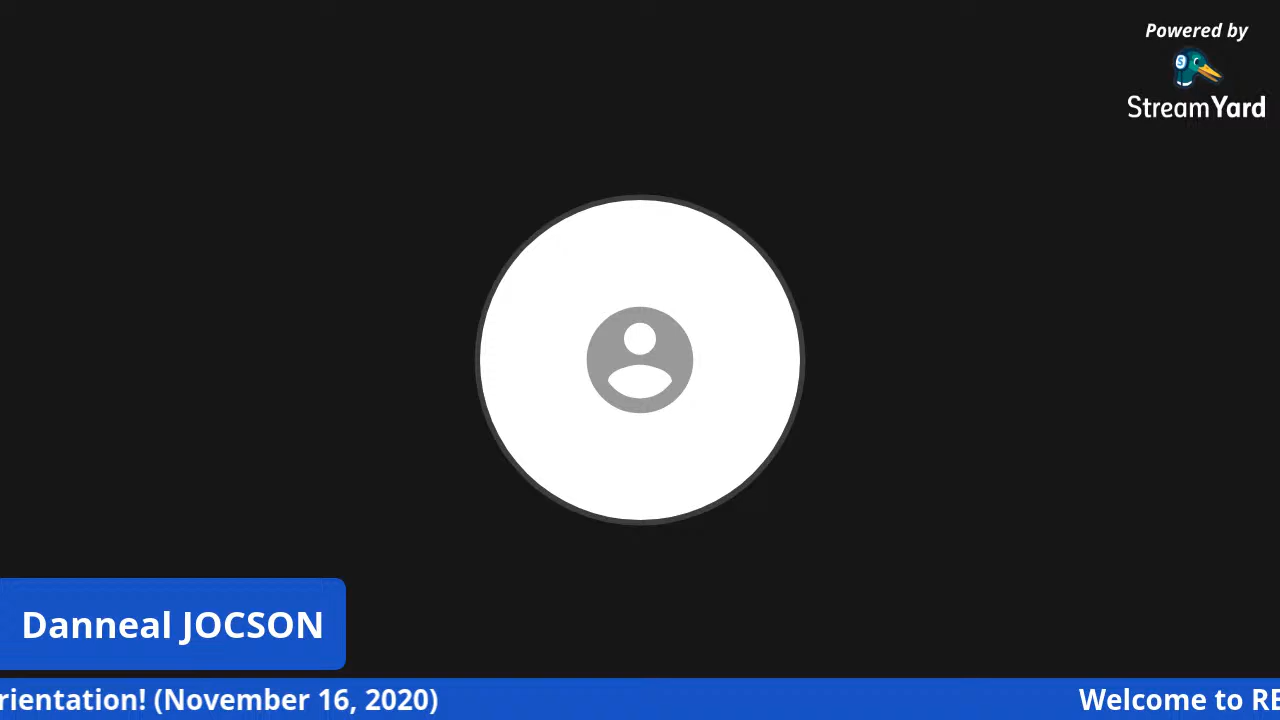 Powered by
StreamYard
Danneal JOCSON
rientation! (November 16, 2020) Welcome to RE